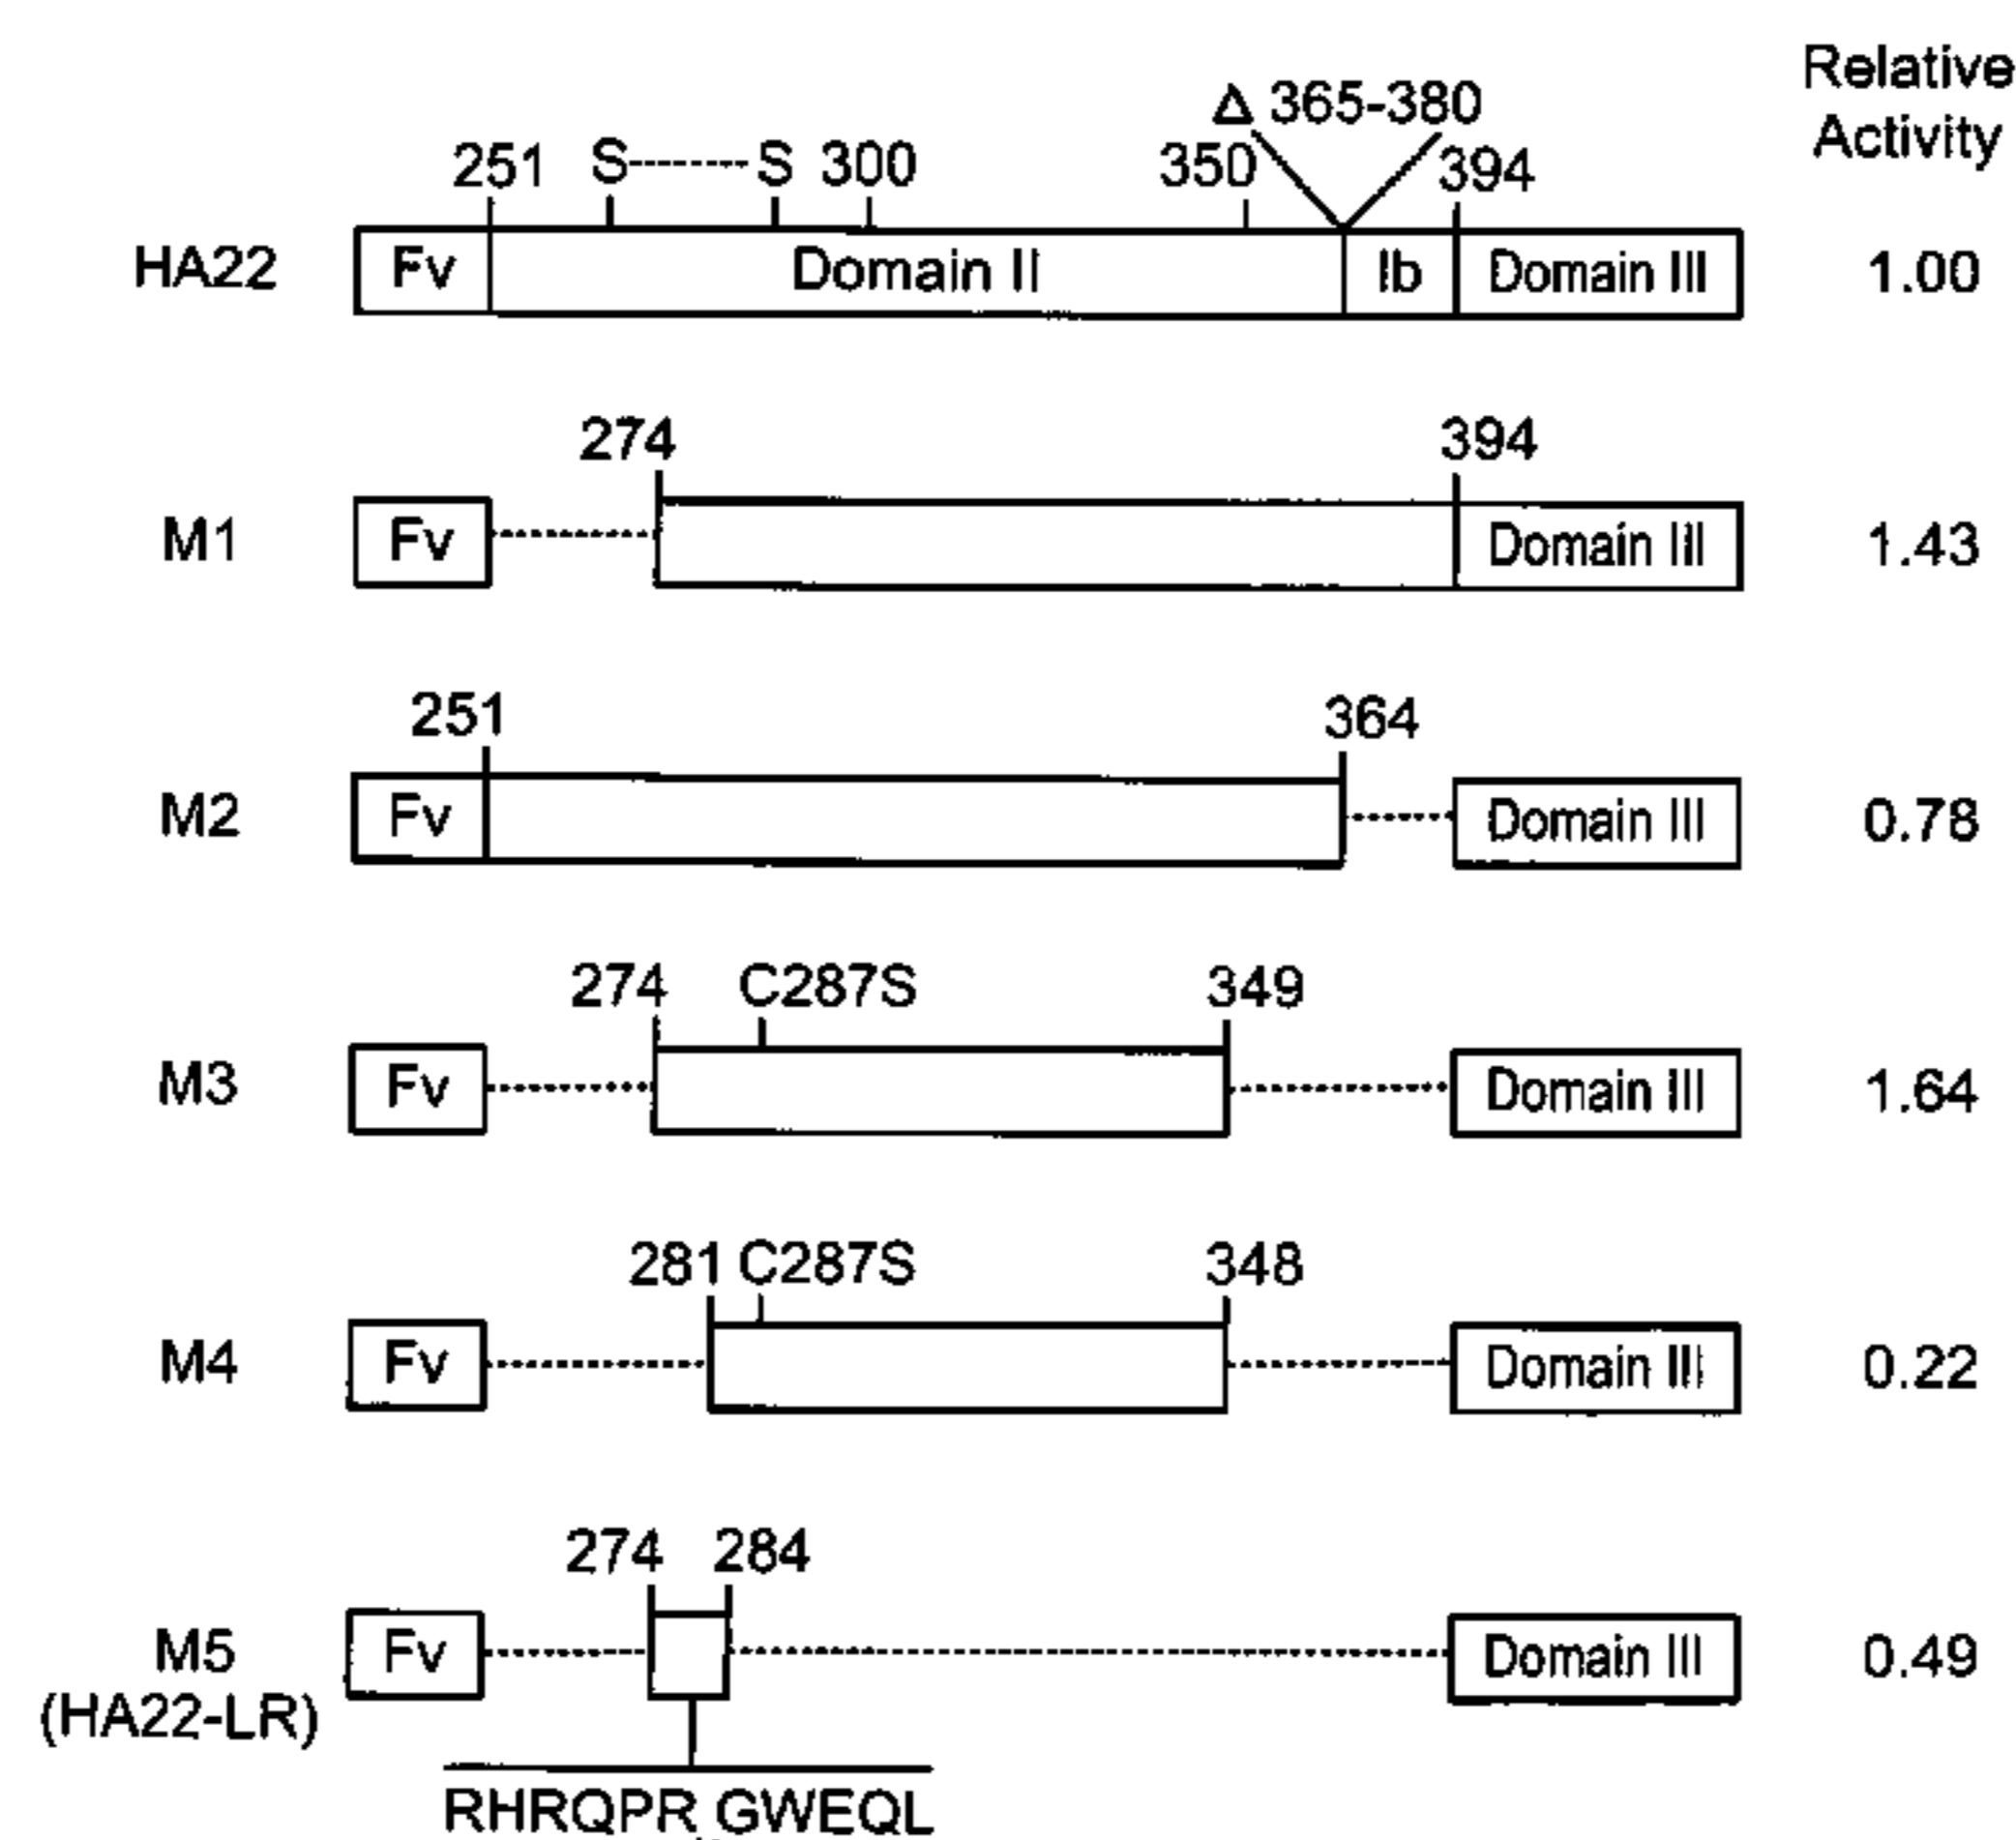 Relative
Activity
Δ 365-380
251 S S 300 350 394
HA22 Fv Domain II Ib Domain III 1.00
274 394
M1 Fv Domain III 1.43
251 364
M2 Fv Domain III 0.78
274 C287S 349
M3 Fv Domain III 1.64
281 C287S 348
M4 Fv Domain III 0.22
274 284
M5 Fv Domain III 0.49
(HA22-LR)
RHRQPR GWEQL